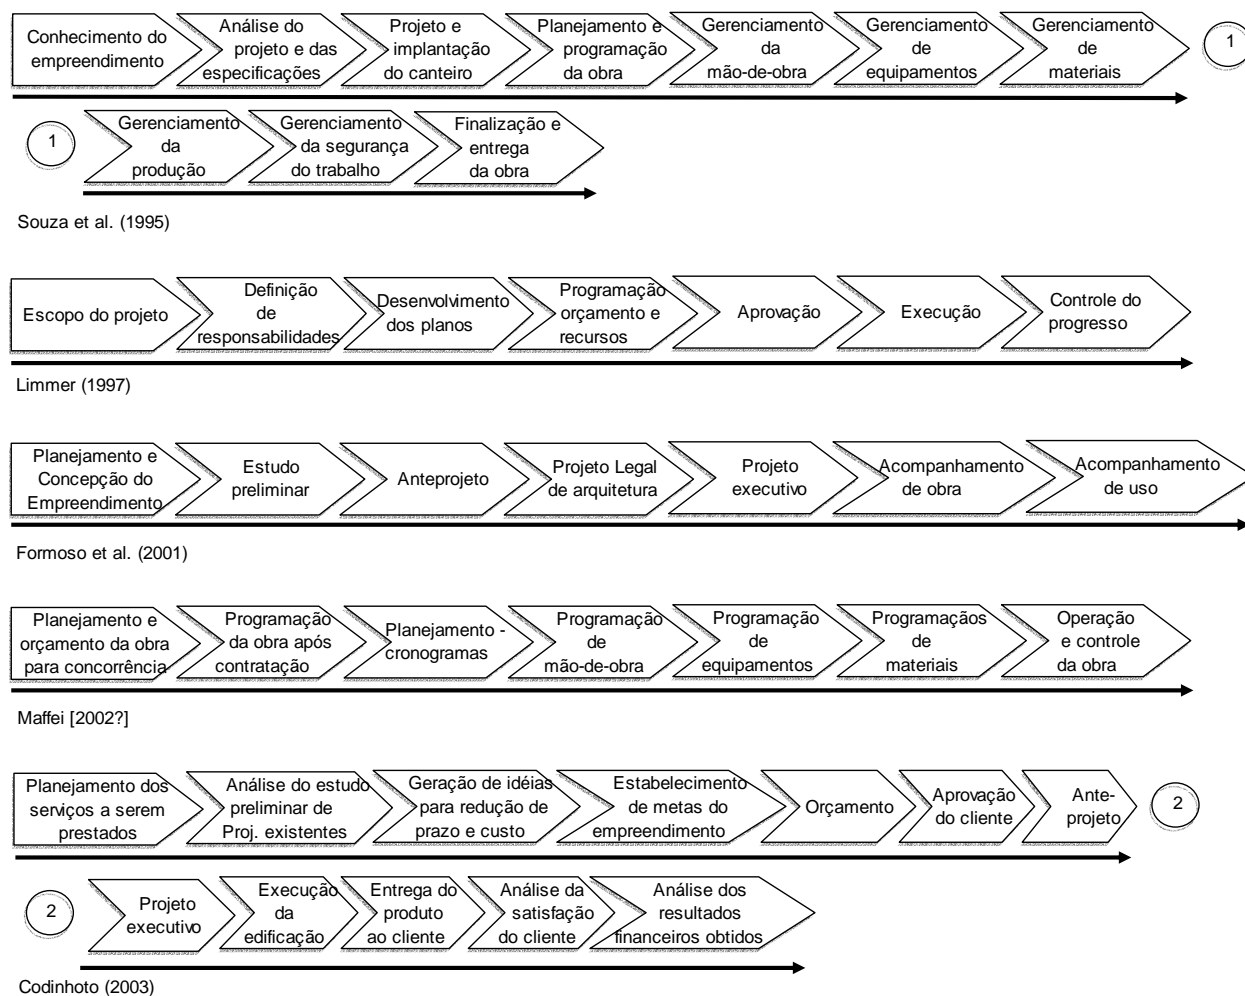 Conhecimento do
empreendimento
Análise do
projeto e das
especificações
Projeto e
implantação
do canteiro
Planejamento e
programação
da obra
Gerenciamento
da
mão-de-obra
Gerenciamento
de
equipamentos
Gerenciamento
de
materiais
1
1
Gerenciamento
da
produção
Gerenciamento
da segurança
do trabalho
Finalização e
entrega
da obra
Souza et al. (1995)
Escopo do projeto
Definição
de
responsabilidades
Desenvolvimento
dos planos
Programação
orçamento e
recursos
Aprovação
Execução
Controle do
progresso
Limmer (1997)
Planejamento e
Concepção do
Empreendimento
Estudo
preliminar
Anteprojeto
Projeto Legal
de arquitetura
Projeto
executivo
Acompanhamento
de obra
Acompanhamento
de uso
Formoso et al. (2001)
Planejamento e
orçamento da obra
para concorrência
Programação
da obra após
contratação
Planejamento -
cronogramas
Programação
de
mão-de-obra
Programação
de
equipamentos
Programaçãos
de
materiais
Operação
e controle
da obra
Maffei [2002?]
Planejamento dos
serviços a serem
prestados
Análise do estudo
preliminar de
Proj. existentes
Geração de idéias
para redução de
prazo e custo
Estabelecimento
de metas do
empreendimento
Orçamento
Aprovação
do cliente
Ante-
projeto
2
2
Projeto
executivo
Execução
da
edificação
Entrega do
produto
ao cliente
Análise da
satisfação
do cliente
Análise dos
resultados
financeiros obtidos
Codinhoto (2003)